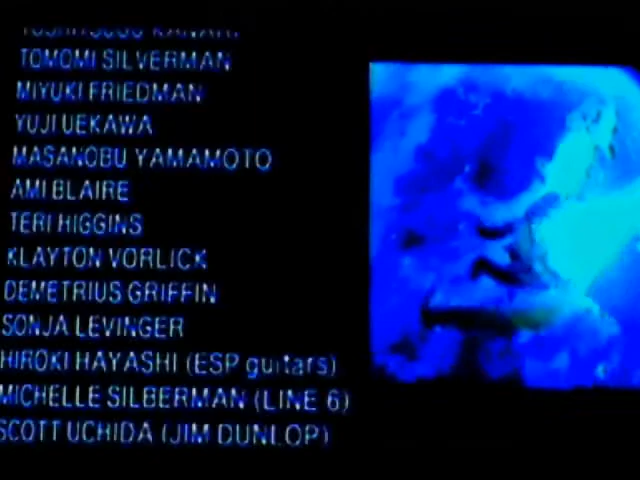 TOMOMI SILVERMAN
MIYUKI FRIEDMAN
YUJI UEKAWA
MASANOBU YAMAMOTO
AMI BLAIRE
TERI HIGGINS
KLAYTON VORLICK
DEMETRIUS GRIFFIN
SONJA LEVINGER
HIROKI HAYASHI (ESP guitars)
MICHELLE SILBERMAN (LINE 6)
SCOTT UCHIDA (JIM DUNLOP)